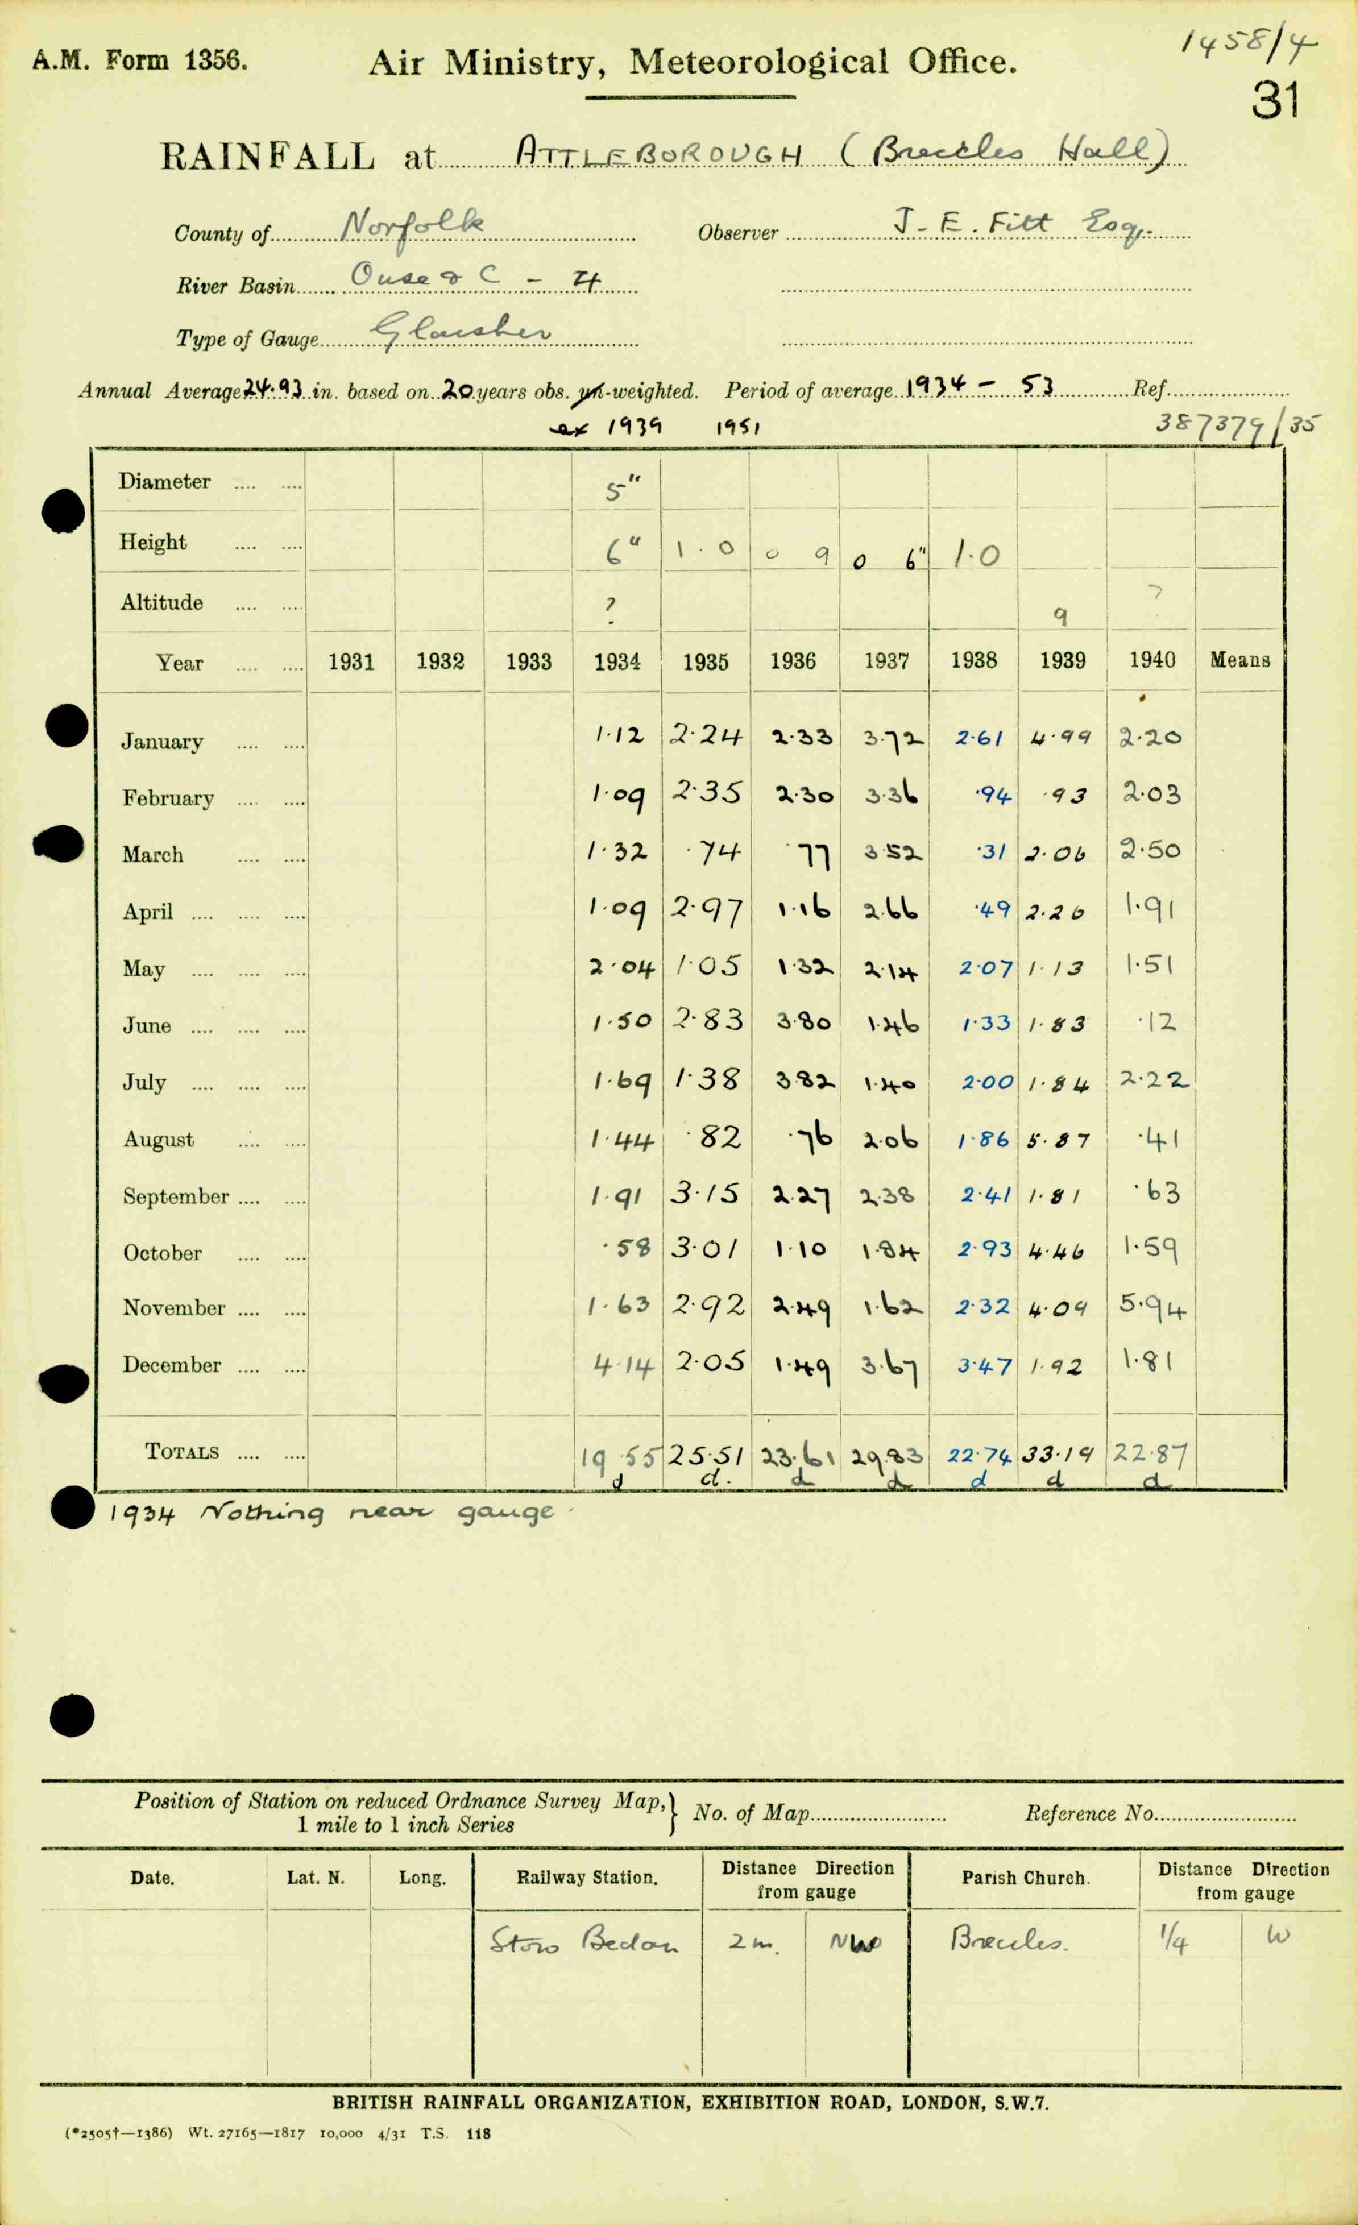 A.M. Form 1356. Air Ministry, Meteorological Office. 1458/4
31
RAINFALL at ATTLEBOROUGH (Breccles Hall)
County of Norfolk Observer J. E. Fitt Esq.
River Basin Ouse & C - 4
Type of Gauge Glaisher
Annual Average 24.93 in. based on 20 years obs. un-weighted. Period of average 1934 - 53 Ref.
ex 1939 1951 387379/35
Diameter .... .... 5"
Height .... .... 6" 1.0 0 9 0 6" 1.0
Altitude .... .... ? 9 ?
Year .... .... 1931 1932 1933 1934 1935 1936 1937 1938 1939 1940 Means
January .... .... 1.12 2.24 2.33 3.72 2.61 4.99 2.20
February .... .... 1.09 2.35 2.30 3.36 .94 .93 2.03
March .... .... 1.32 .74 .77 3.52 .31 2.06 2.50
April .... .... .... 1.09 2.97 1.16 2.66 .49 2.26 1.91
May .... .... .... 2.04 1.05 1.32 2.14 2.07 1.13 1.51
June .... .... .... 1.50 2.83 3.80 1.46 1.33 1.83 .12
July .... .... .... 1.69 1.38 3.82 1.40 2.00 1.84 2.22
August .... .... 1.44 .82 .76 2.06 1.86 5.87 .41
September .... .... 1.91 3.15 2.27 2.38 2.41 1.81 .63
October .... .... .58 3.01 1.10 1.84 2.93 4.46 1.59
November .... .... 1.63 2.92 2.49 1.62 2.32 4.09 5.94
December .... .... 4.14 2.05 1.49 3.67 3.47 1.92 1.81
TOTALS .... .... 19.55 25.51 23.61 29.83 22.74 33.19 22.87
d d. d d d d d
1934 Nothing near gauge
Position of Station on reduced Ordnance Survey Map,} No. of Map Reference No.
1 mile to 1 inch Series
Date. Lat. N. Long. Railway Station. Distance Direction from gauge Parish Church. Distance Direction from gauge
Stow Bedon 2 m. NW Breccles. 1/4 W
BRITISH RAINFALL ORGANIZATION, EXHIBITION ROAD, LONDON, S.W.7.
(*2505†—1386) Wt. 27165—1817 10,000 4/31 T.S. 118